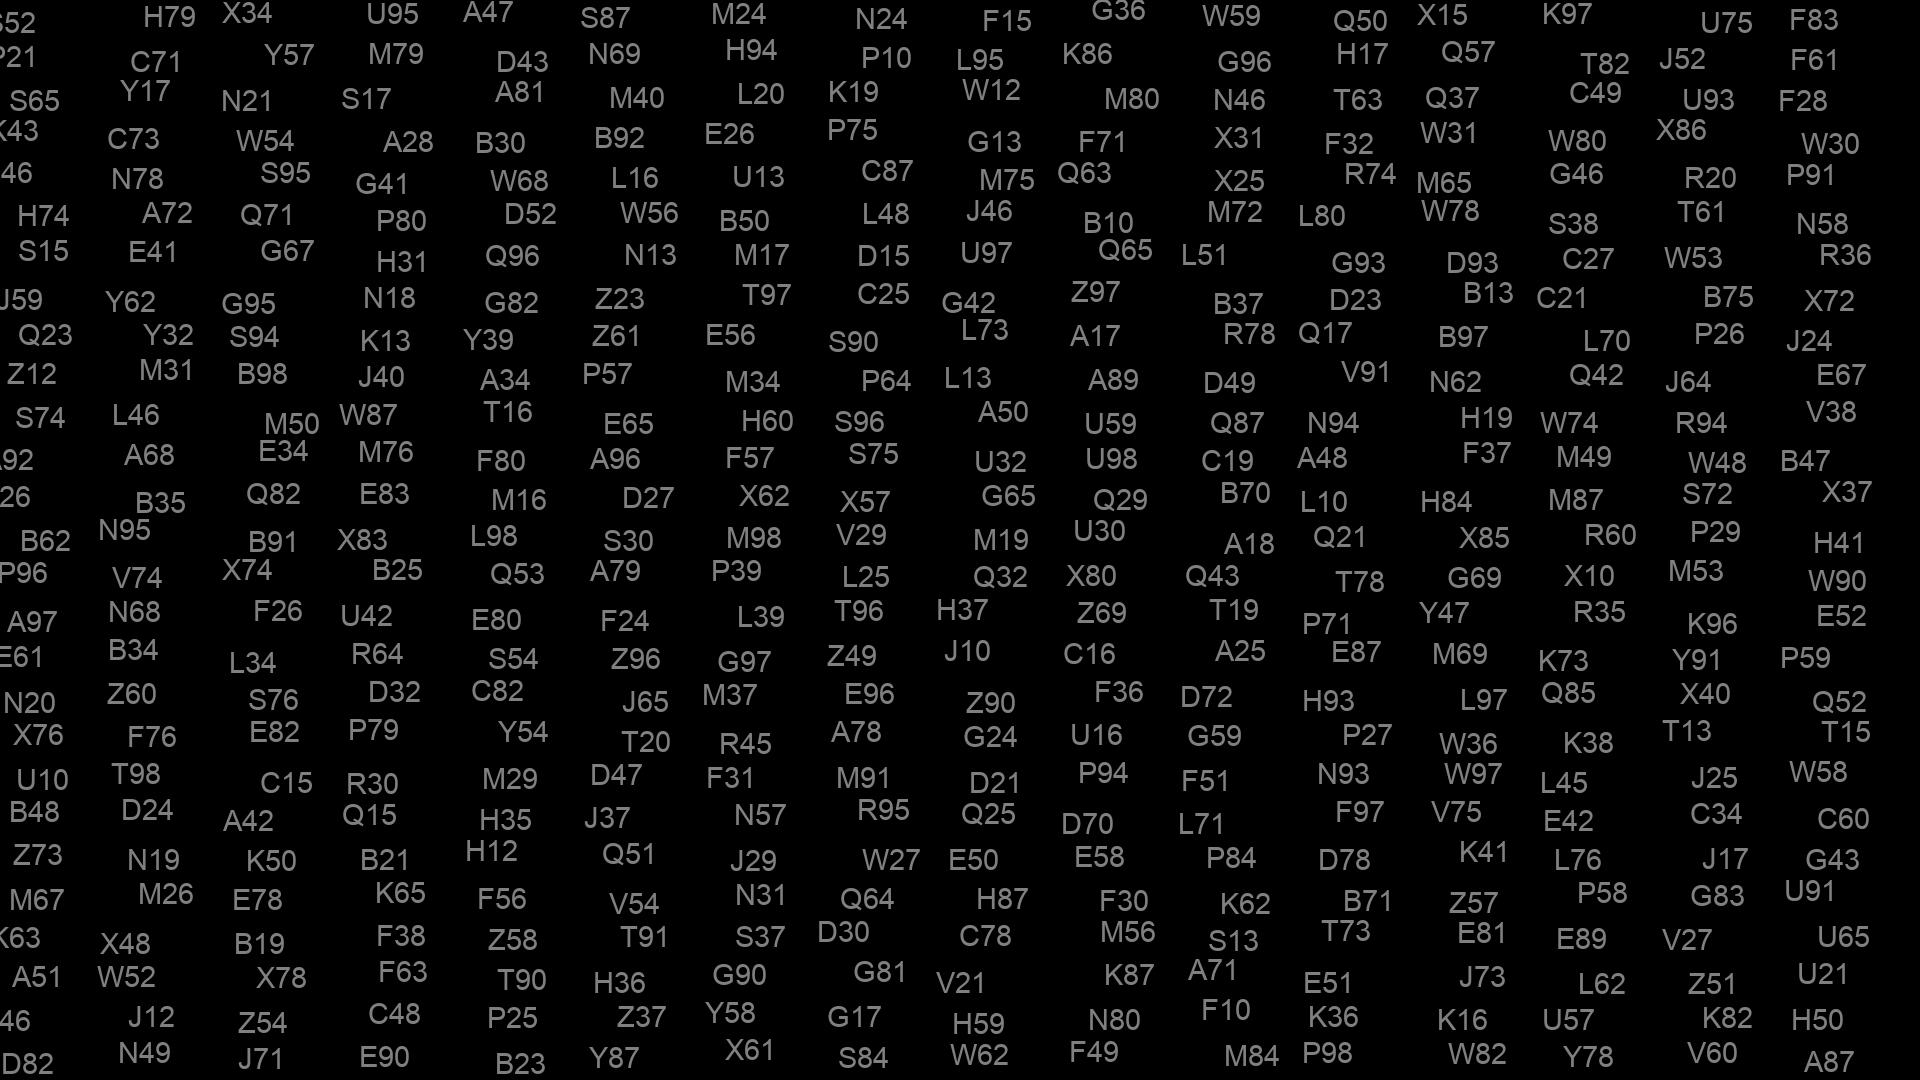 S52 H79 X34 U95 A47 S87 M24 N24 F15 G36 W59 Q50 X15 K97 U75 F83
P21 C71 Y57 M79 D43 N69 H94 P10 L95 K86 G96 H17 Q57 T82 J52 F61
S65 Y17 N21 S17 A81 M40 L20 K19 W12 M80 N46 T63 Q37 C49 U93 F28
K43 C73 W54 A28 B30 B92 E26 P75 G13 F71 X31 F32 W31 W80 X86 W30
46 N78 S95 G41 W68 L16 U13 C87 M75 Q63 X25 R74 M65 G46 R20 P91
H74 A72 Q71 P80 D52 W56 B50 L48 J46 B10 M72 L80 W78 S38 T61 N58
S15 E41 G67 H31 Q96 N13 M17 D15 U97 Q65 L51 G93 D93 C27 W53 R36
J59 Y62 G95 N18 G82 Z23 T97 C25 G42 Z97 B37 D23 B13 C21 B75 X72
Q23 Y32 S94 K13 Y39 Z61 E56 S90 L73 A17 R78 Q17 B97 L70 P26 J24
Z12 M31 B98 J40 A34 P57 M34 P64 L13 A89 D49 V91 N62 Q42 J64 E67
S74 L46 M50 W87 T16 E65 H60 S96 A50 U59 Q87 N94 H19 W74 R94 V38
A92 A68 E34 M76 F80 A96 F57 S75 U32 U98 C19 A48 F37 M49 W48 B47
26 B35 Q82 E83 M16 D27 X62 X57 G65 Q29 B70 L10 H84 M87 S72 X37
B62 N95 B91 X83 L98 S30 M98 V29 M19 U30 A18 Q21 X85 R60 P29 H41
P96 V74 X74 B25 Q53 A79 P39 L25 Q32 X80 Q43 T78 G69 X10 M53 W90
A97 N68 F26 U42 E80 F24 L39 T96 H37 Z69 T19 P71 Y47 R35 K96 E52
E61 B34 L34 R64 S54 Z96 G97 Z49 J10 C16 A25 E87 M69 K73 Y91 P59
N20 Z60 S76 D32 C82 J65 M37 E96 Z90 F36 D72 H93 L97 Q85 X40 Q52
X76 F76 E82 P79 Y54 T20 R45 A78 G24 U16 G59 P27 W36 K38 T13 T15
U10 T98 C15 R30 M29 D47 F31 M91 D21 P94 F51 N93 W97 L45 J25 W58
B48 D24 A42 Q15 H35 J37 N57 R95 Q25 D70 L71 F97 V75 E42 C34 C60
Z73 N19 K50 B21 H12 Q51 J29 W27 E50 E58 P84 D78 K41 L76 J17 G43
M67 M26 E78 K65 F56 V54 N31 Q64 H87 F30 K62 B71 Z57 P58 G83 U91
K63 X48 B19 F38 Z58 T91 S37 D30 C78 M56 S13 T73 E81 E89 V27 U65
A51 W52 X78 F63 T90 H36 G90 G81 V21 K87 A71 E51 J73 L62 Z51 U21
46 J12 Z54 C48 P25 Z37 Y58 G17 H59 N80 F10 K36 K16 U57 K82 H50
D82 N49 J71 E90 B23 Y87 X61 S84 W62 F49 M84 P98 W82 Y78 V60 A87